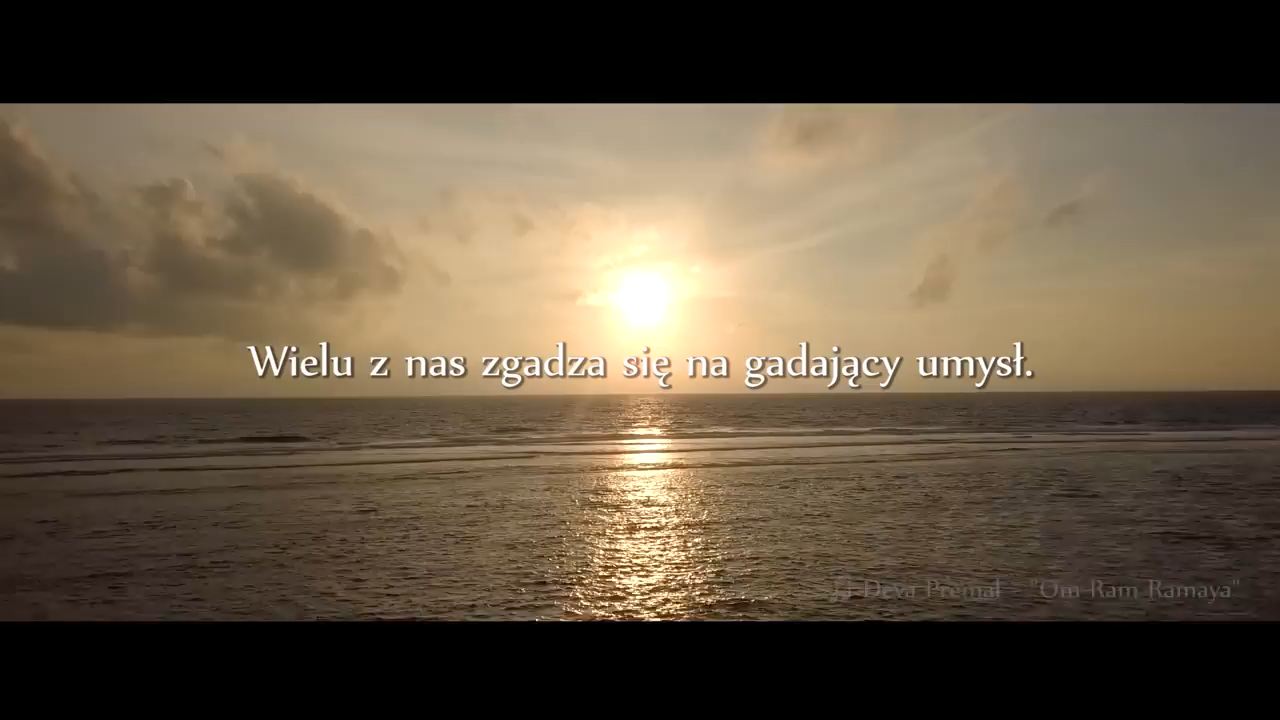 Wielu z nas zgadza się na gadający umysł.
♫ Deva Premal - "Om Ram Ramaya"